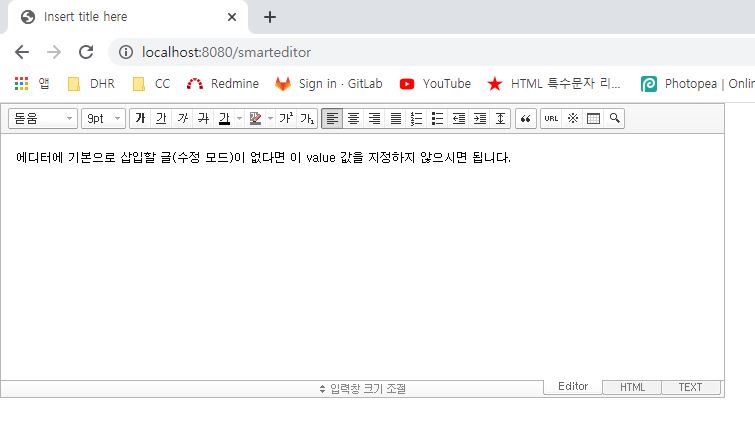 Insert title here
localhost:8080/smarteditor
앱 DHR CC Redmine Sign in · GitLab YouTube HTML 특수문자 리... Photopea | Onlin
돋움 9pt 가 가 가 가 가 가 가² 가₁ “ URL ※
에디터에 기본으로 삽입할 글(수정 모드)이 없다면 이 value 값을 지정하지 않으시면 됩니다.
입력창 크기 조절 Editor HTML TEXT